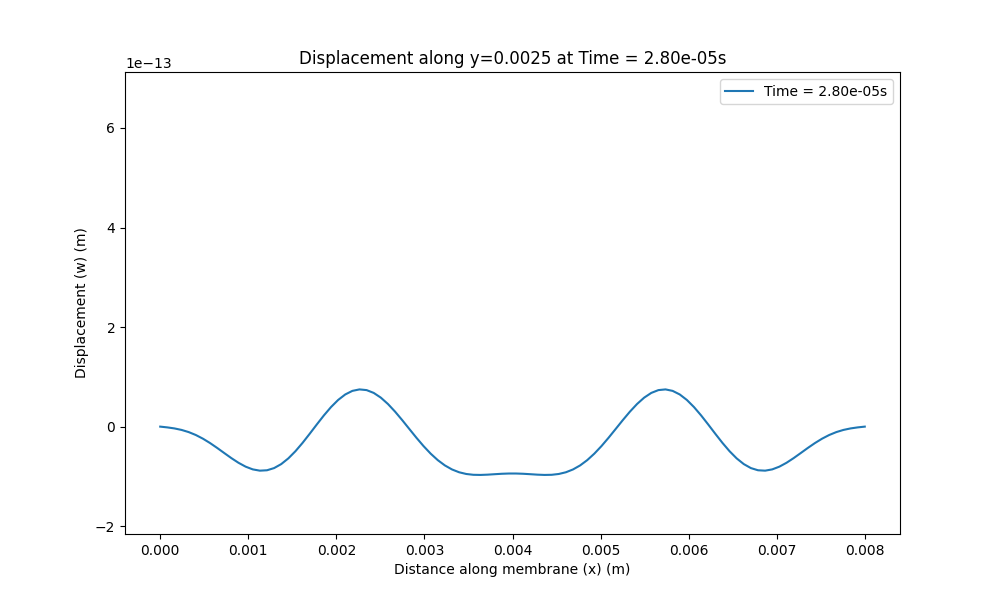 Displacement along y=0.0025 at Time = 2.80e-05s
1e−13
Time = 2.80e-05s
6
4
2
0
−2
Displacement (w) (m)
0.000 0.001 0.002 0.003 0.004 0.005 0.006 0.007 0.008
Distance along membrane (x) (m)